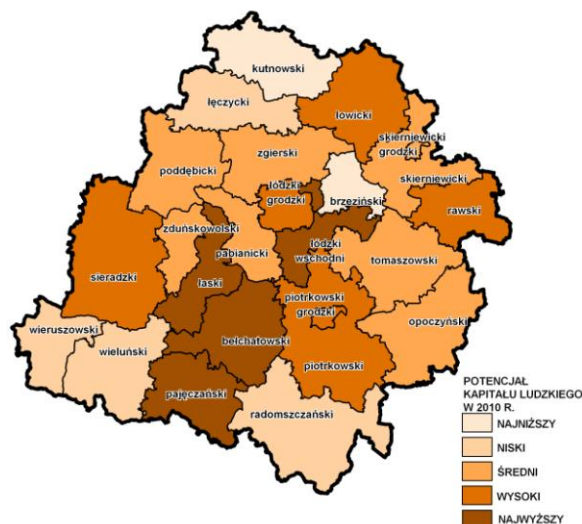 kutnowski
łęczycki
łowicki
skierniewicki
grodzki
zgierski
poddębicki
łódzki
grodzki
skierniewicki
brzeziński
rawski
zduńskowolski
pabianicki
łódzki
wschodni
tomaszowski
sieradzki
łaski
piotrkowski
grodzki
opoczyński
wieruszowski
wieluński
bełchatowski
piotrkowski
pajęczański
radomszczański
POTENCJAŁ
KAPITAŁU LUDZKIEGO
W 2010 R.
NAJNIŻSZY
NISKI
ŚREDNI
WYSOKI
NAJWYŻSZY